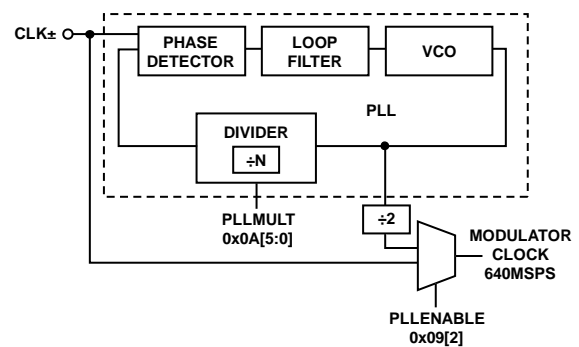 CLK±
PHASE
DETECTOR
LOOP
FILTER
VCO
PLL
DIVIDER
÷N
PLLMULT
0x0A[5:0]
÷2
MODULATOR
CLOCK
640MSPS
PLLENABLE
0x09[2]